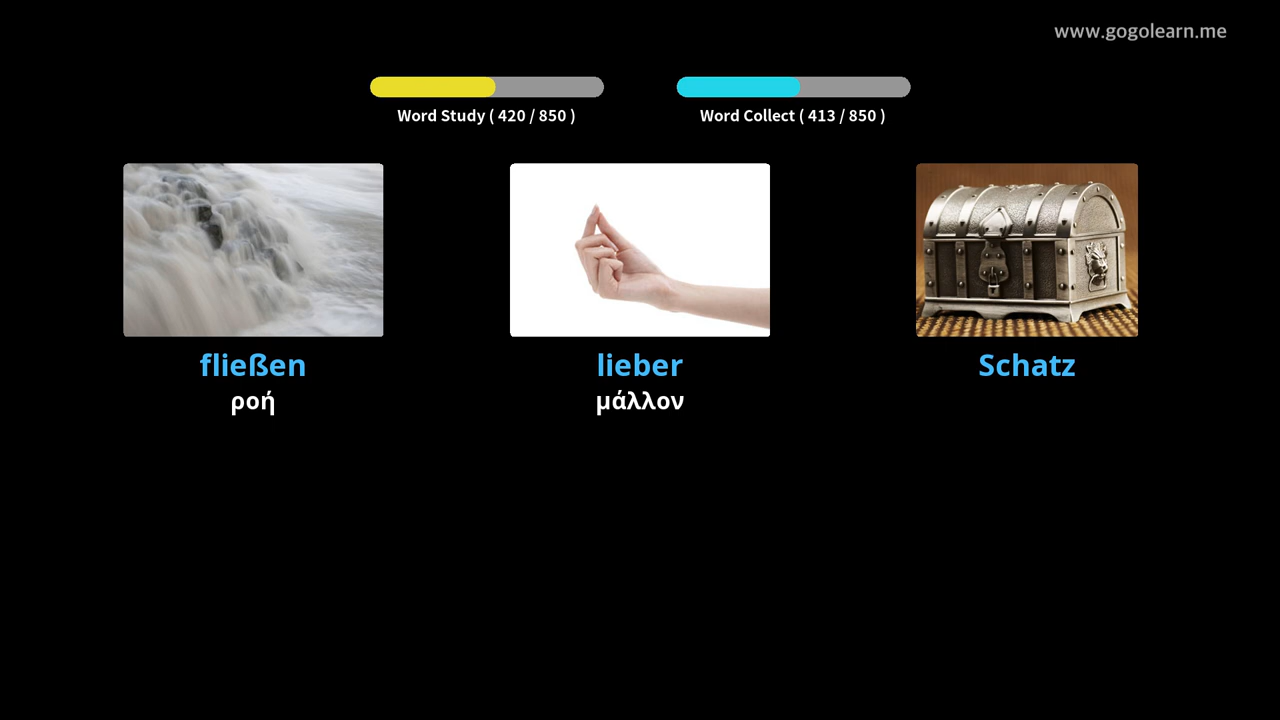 www.gogolearn.me
Word Study ( 420 / 850 )
Word Collect ( 413 / 850 )
fließen
ροή
lieber
μάλλον
Schatz